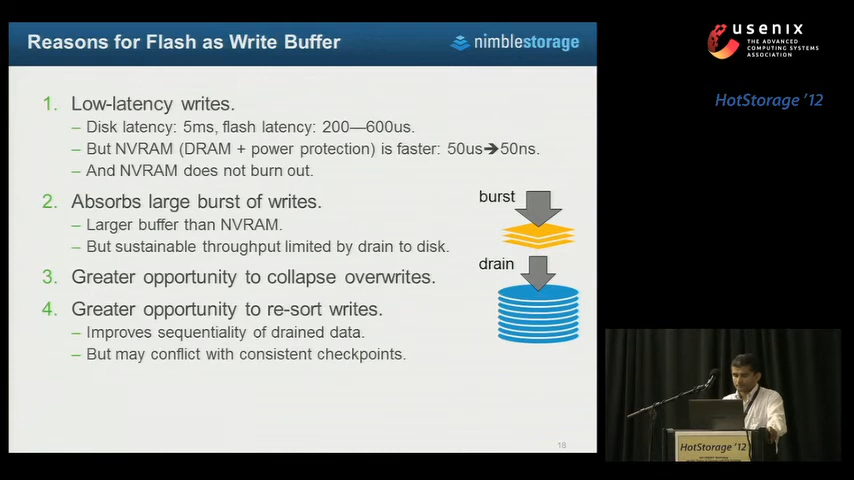 Reasons for Flash as Write Buffer
nimblestorage
1. Low-latency writes.
– Disk latency: 5ms, flash latency: 200—600us.
– But NVRAM (DRAM + power protection) is faster: 50us➔50ns.
– And NVRAM does not burn out.
2. Absorbs large burst of writes.
– Larger buffer than NVRAM.
– But sustainable throughput limited by drain to disk.
3. Greater opportunity to collapse overwrites.
4. Greater opportunity to re-sort writes.
– Improves sequentiality of drained data.
– But may conflict with consistent checkpoints.
burst
drain
18
usenix
THE ADVANCED
COMPUTING SYSTEMS
ASSOCIATION
HotStorage '12
HotStorage '12